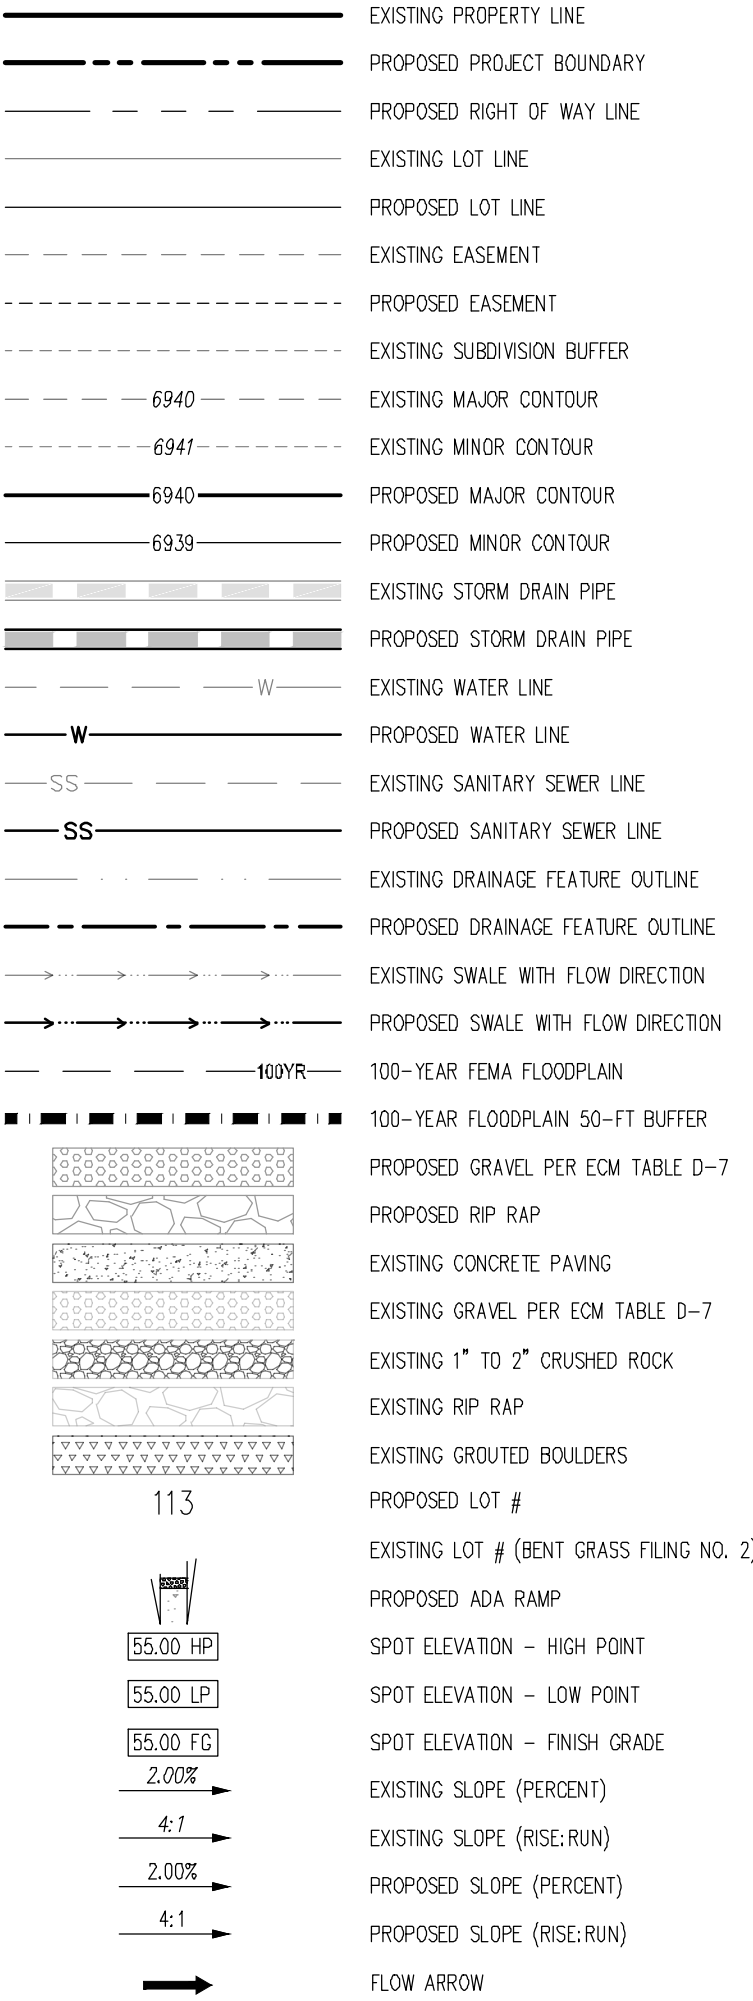 EXISTING PROPERTY LINE
PROPOSED PROJECT BOUNDARY
PROPOSED RIGHT OF WAY LINE
EXISTING LOT LINE
PROPOSED LOT LINE
EXISTING EASEMENT
PROPOSED EASEMENT
EXISTING SUBDIVISION BUFFER
6940 EXISTING MAJOR CONTOUR
6941 EXISTING MINOR CONTOUR
6940 PROPOSED MAJOR CONTOUR
6939 PROPOSED MINOR CONTOUR
EXISTING STORM DRAIN PIPE
PROPOSED STORM DRAIN PIPE
W EXISTING WATER LINE
W PROPOSED WATER LINE
SS EXISTING SANITARY SEWER LINE
SS PROPOSED SANITARY SEWER LINE
EXISTING DRAINAGE FEATURE OUTLINE
PROPOSED DRAINAGE FEATURE OUTLINE
EXISTING SWALE WITH FLOW DIRECTION
PROPOSED SWALE WITH FLOW DIRECTION
100YR 100-YEAR FEMA FLOODPLAIN
100-YEAR FLOODPLAIN 50-FT BUFFER
PROPOSED GRAVEL PER ECM TABLE D-7
PROPOSED RIP RAP
EXISTING CONCRETE PAVING
EXISTING GRAVEL PER ECM TABLE D-7
EXISTING 1" TO 2" CRUSHED ROCK
EXISTING RIP RAP
EXISTING GROUTED BOULDERS
113 PROPOSED LOT #
EXISTING LOT # (BENT GRASS FILING NO. 2)
PROPOSED ADA RAMP
55.00 HP SPOT ELEVATION - HIGH POINT
55.00 LP SPOT ELEVATION - LOW POINT
55.00 FG SPOT ELEVATION - FINISH GRADE
2.00% EXISTING SLOPE (PERCENT)
4:1 EXISTING SLOPE (RISE:RUN)
2.00% PROPOSED SLOPE (PERCENT)
4:1 PROPOSED SLOPE (RISE:RUN)
FLOW ARROW